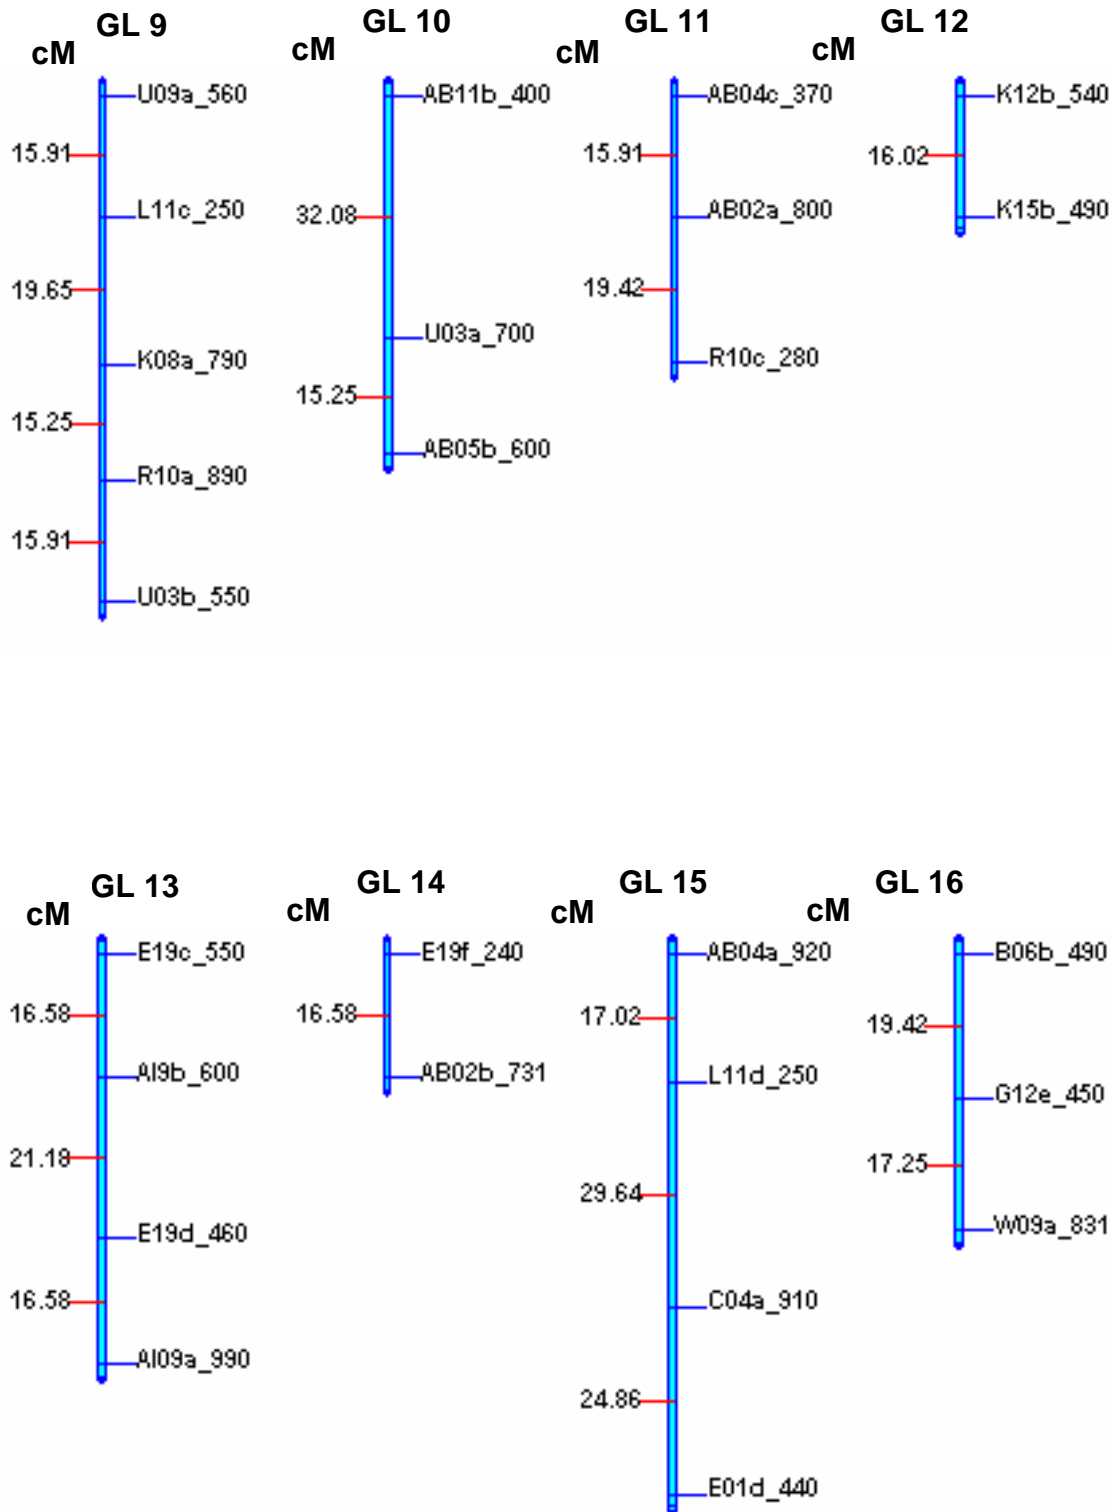 GL 9
cM
U09a_560
15.91
L11c_250
19.65
K08a_790
15.25
R10a_890
15.91
U03b_550
GL 10
cM
AB11b_400
32.08
U03a_700
15.25
AB05b_600
GL 11
cM
AB04c_370
15.91
AB02a_800
19.42
R10c_280
GL 12
cM
K12b_540
16.02
K15b_490
GL 13
cM
E19c_550
16.58
AI9b_600
21.18
E19d_460
16.58
AI09a_990
GL 14
cM
E19f_240
16.58
AB02b_731
GL 15
cM
AB04a_920
17.02
L11d_250
29.64
C04a_910
24.86
E01d_440
GL 16
cM
B06b_490
19.42
G12e_450
17.25
W09a_831